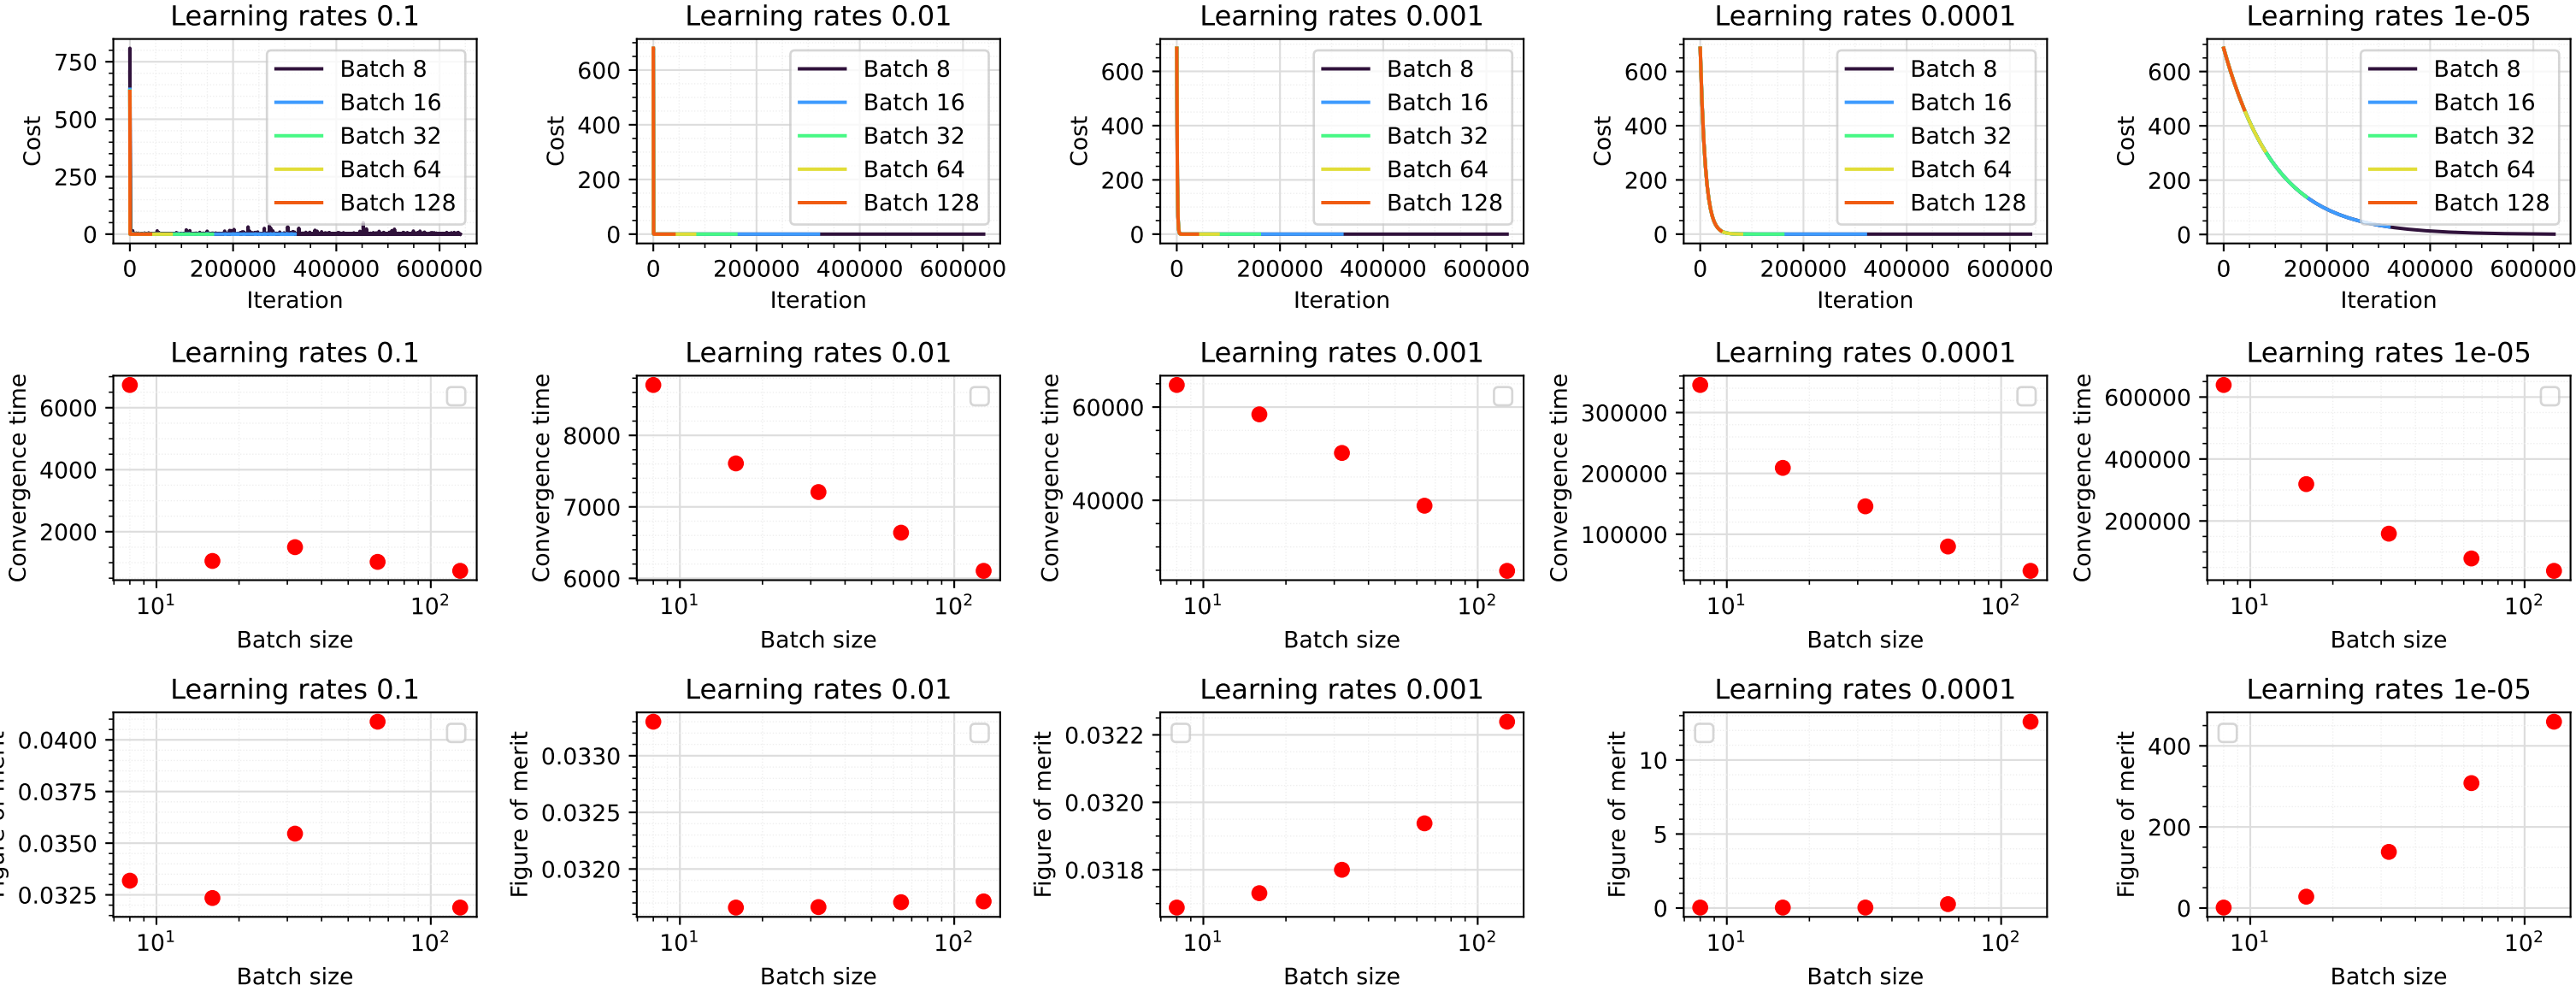 Learning rates 0.1
Learning rates 0.01
Learning rates 0.001
Learning rates 0.0001
Learning rates 1e-05
Cost
750
500
250
0
0 200000 400000 600000
Iteration
Batch 8
Batch 16
Batch 32
Batch 64
Batch 128
Cost
600
400
200
0
0 200000 400000 600000
Iteration
Batch 8
Batch 16
Batch 32
Batch 64
Batch 128
Cost
600
400
200
0
0 200000 400000 600000
Iteration
Batch 8
Batch 16
Batch 32
Batch 64
Batch 128
Cost
600
400
200
0
0 200000 400000 600000
Iteration
Batch 8
Batch 16
Batch 32
Batch 64
Batch 128
Cost
600
400
200
0
0 200000 400000 600000
Iteration
Batch 8
Batch 16
Batch 32
Batch 64
Batch 128
Learning rates 0.1
Learning rates 0.01
Learning rates 0.001
Learning rates 0.0001
Learning rates 1e-05
Convergence time
6000
4000
2000
10¹ 10²
Batch size
Convergence time
8000
7000
6000
10¹ 10²
Batch size
Convergence time
60000
40000
10¹ 10²
Batch size
Convergence time
300000
200000
100000
10¹ 10²
Batch size
Convergence time
600000
400000
200000
10¹ 10²
Batch size
Learning rates 0.1
Learning rates 0.01
Learning rates 0.001
Learning rates 0.0001
Learning rates 1e-05
Figure of merit
0.0400
0.0375
0.0350
0.0325
10¹ 10²
Batch size
Figure of merit
0.0330
0.0325
0.0320
10¹ 10²
Batch size
Figure of merit
0.0322
0.0320
0.0318
10¹ 10²
Batch size
Figure of merit
10
5
0
10¹ 10²
Batch size
Figure of merit
400
200
0
10¹ 10²
Batch size